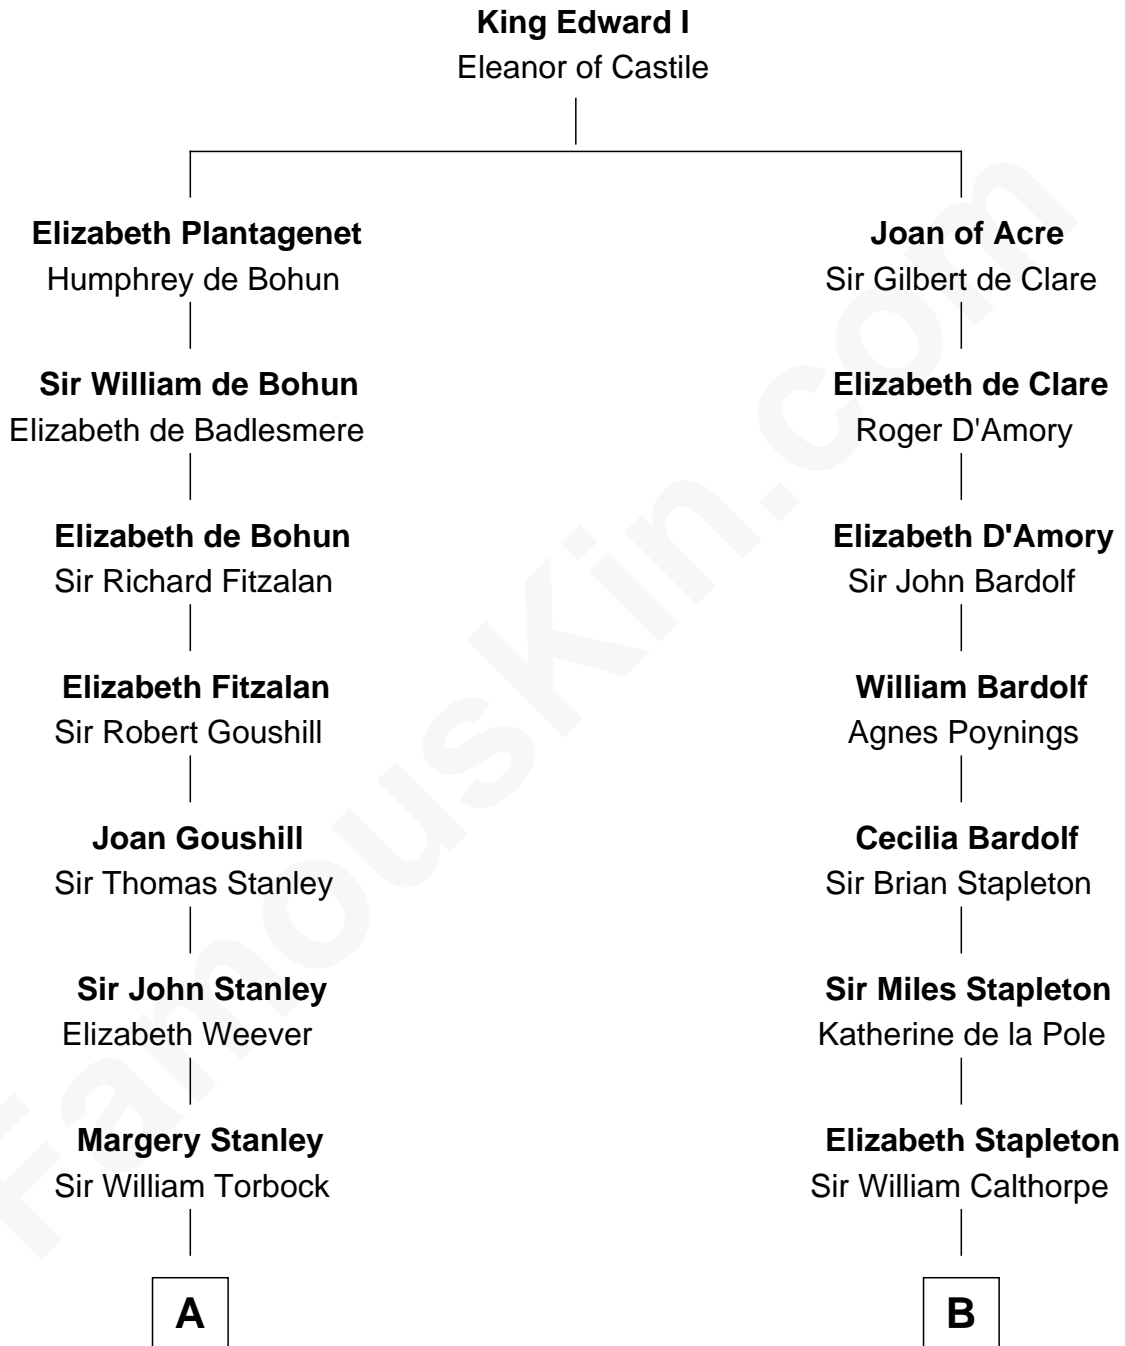 King Edward I
Eleanor of Castile
Elizabeth Plantagenet
Humphrey de Bohun
Sir William de Bohun
Elizabeth de Badlesmere
Elizabeth de Bohun
Sir Richard Fitzalan
Elizabeth Fitzalan
Sir Robert Goushill
Joan Goushill
Sir Thomas Stanley
Sir John Stanley
Elizabeth Weever
Margery Stanley
Sir William Torbock
A
Joan of Acre
Sir Gilbert de Clare
Elizabeth de Clare
Roger D'Amory
Elizabeth D'Amory
Sir John Bardolf
William Bardolf
Agnes Poynings
Cecilia Bardolf
Sir Brian Stapleton
Sir Miles Stapleton
Katherine de la Pole
Elizabeth Stapleton
Sir William Calthorpe
B
FamousKin.com